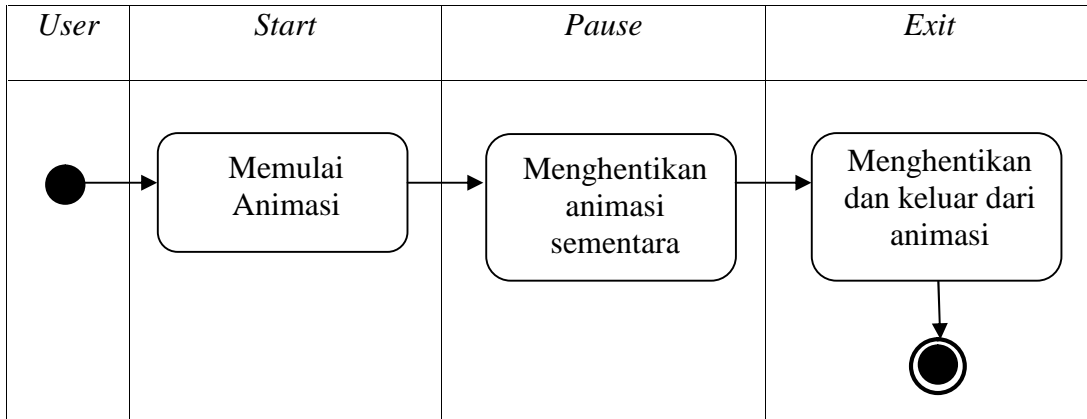 User
Start
Pause
Exit
Memulai
Animasi
Menghentikan
animasi
sementara
Menghentikan
dan keluar dari
animasi